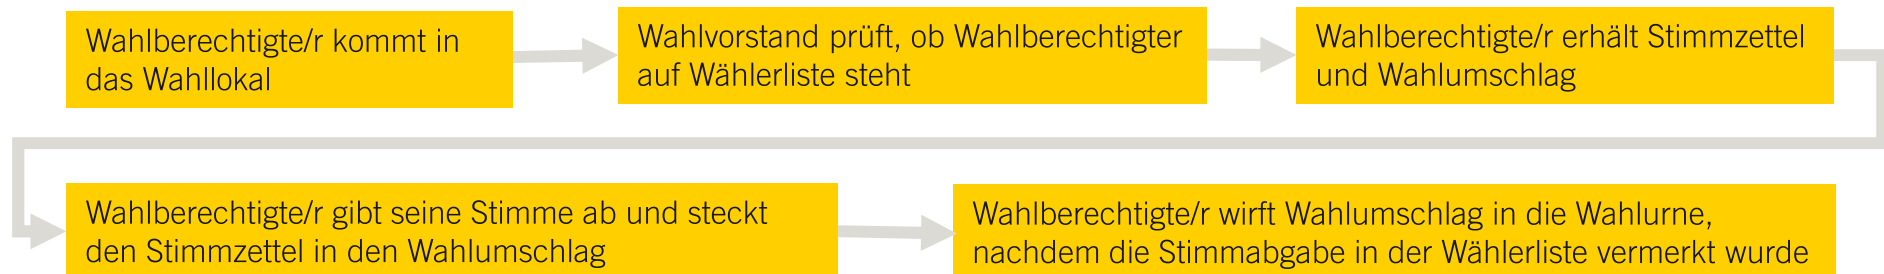 Wahlberechtigte/r kommt in
das Wahllokal
Wahlvorstand prüft, ob Wahlberechtigter
auf Wählerliste steht
Wahlberechtigte/r erhält Stimmzettel
und Wahlumschlag
Wahlberechtigte/r gibt seine Stimme ab und steckt
den Stimmzettel in den Wahlumschlag
Wahlberechtigte/r wirft Wahlumschlag in die Wahlurne,
nachdem die Stimmabgabe in der Wählerliste vermerkt wurde